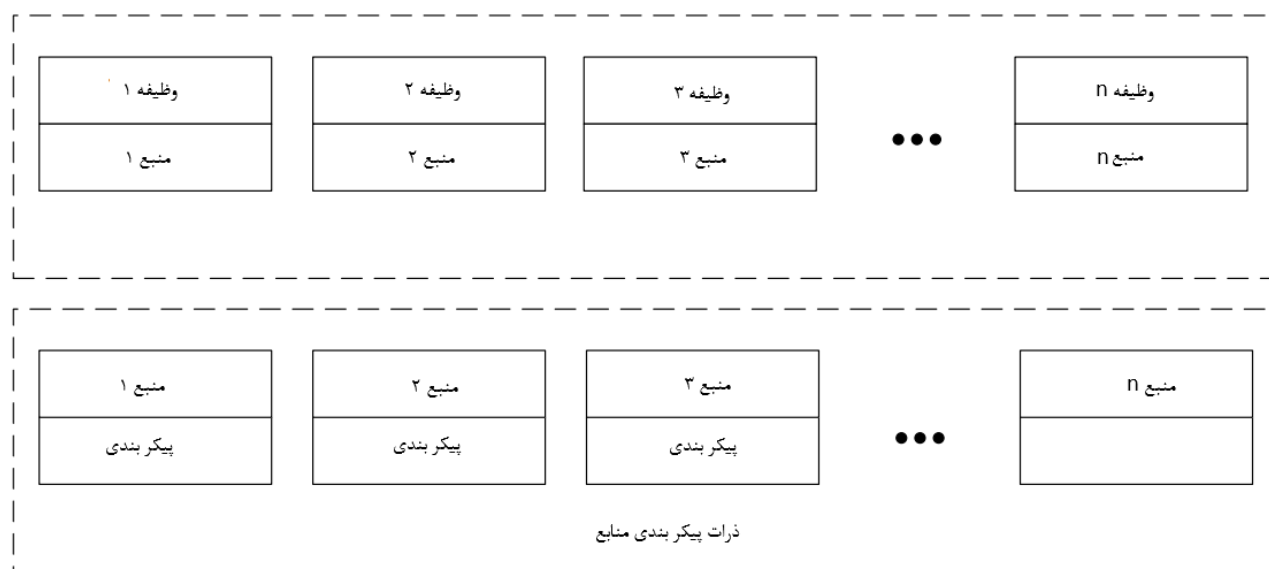 وظیفه ۱
وظیفه ۲
وظیفه ۳
وظیفه n
منبع ۱
منبع ۲
منبع ۳
منبع n
منبع ۱
منبع ۲
منبع ۳
منبع n
پیکر بندی
پیکر بندی
پیکر بندی
ذرات پیکر بندی منابع